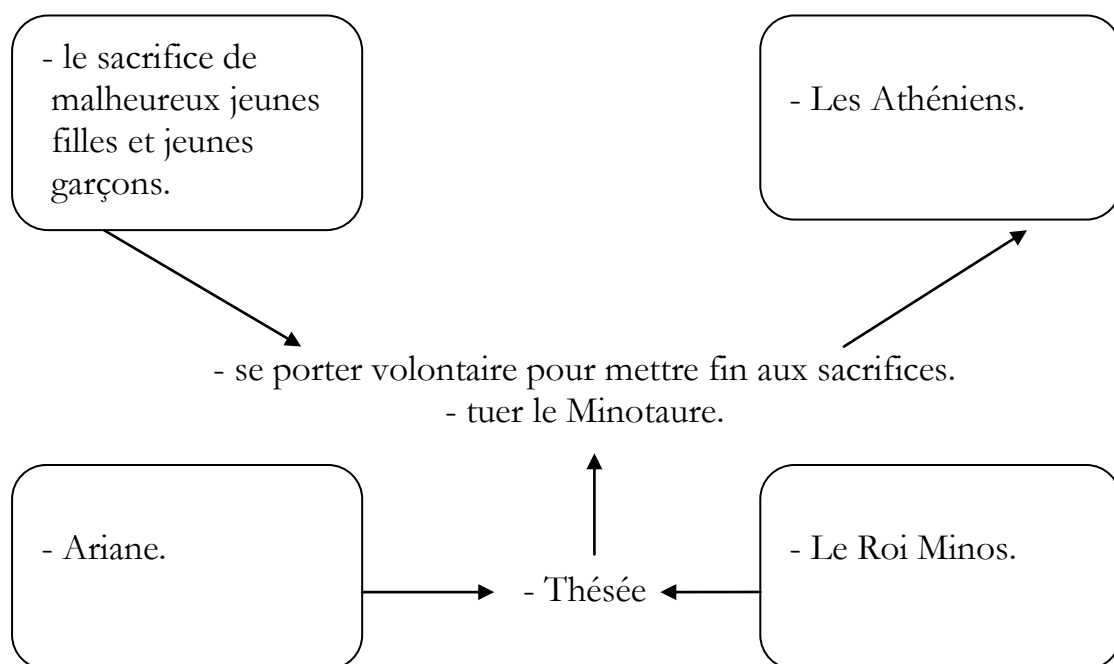 - le sacrifice de
malheureux jeunes
filles et jeunes
garçons.
- Les Athéniens.
- se porter volontaire pour mettre fin aux sacrifices.
- tuer le Minotaure.
- Ariane.
- Thésée
- Le Roi Minos.